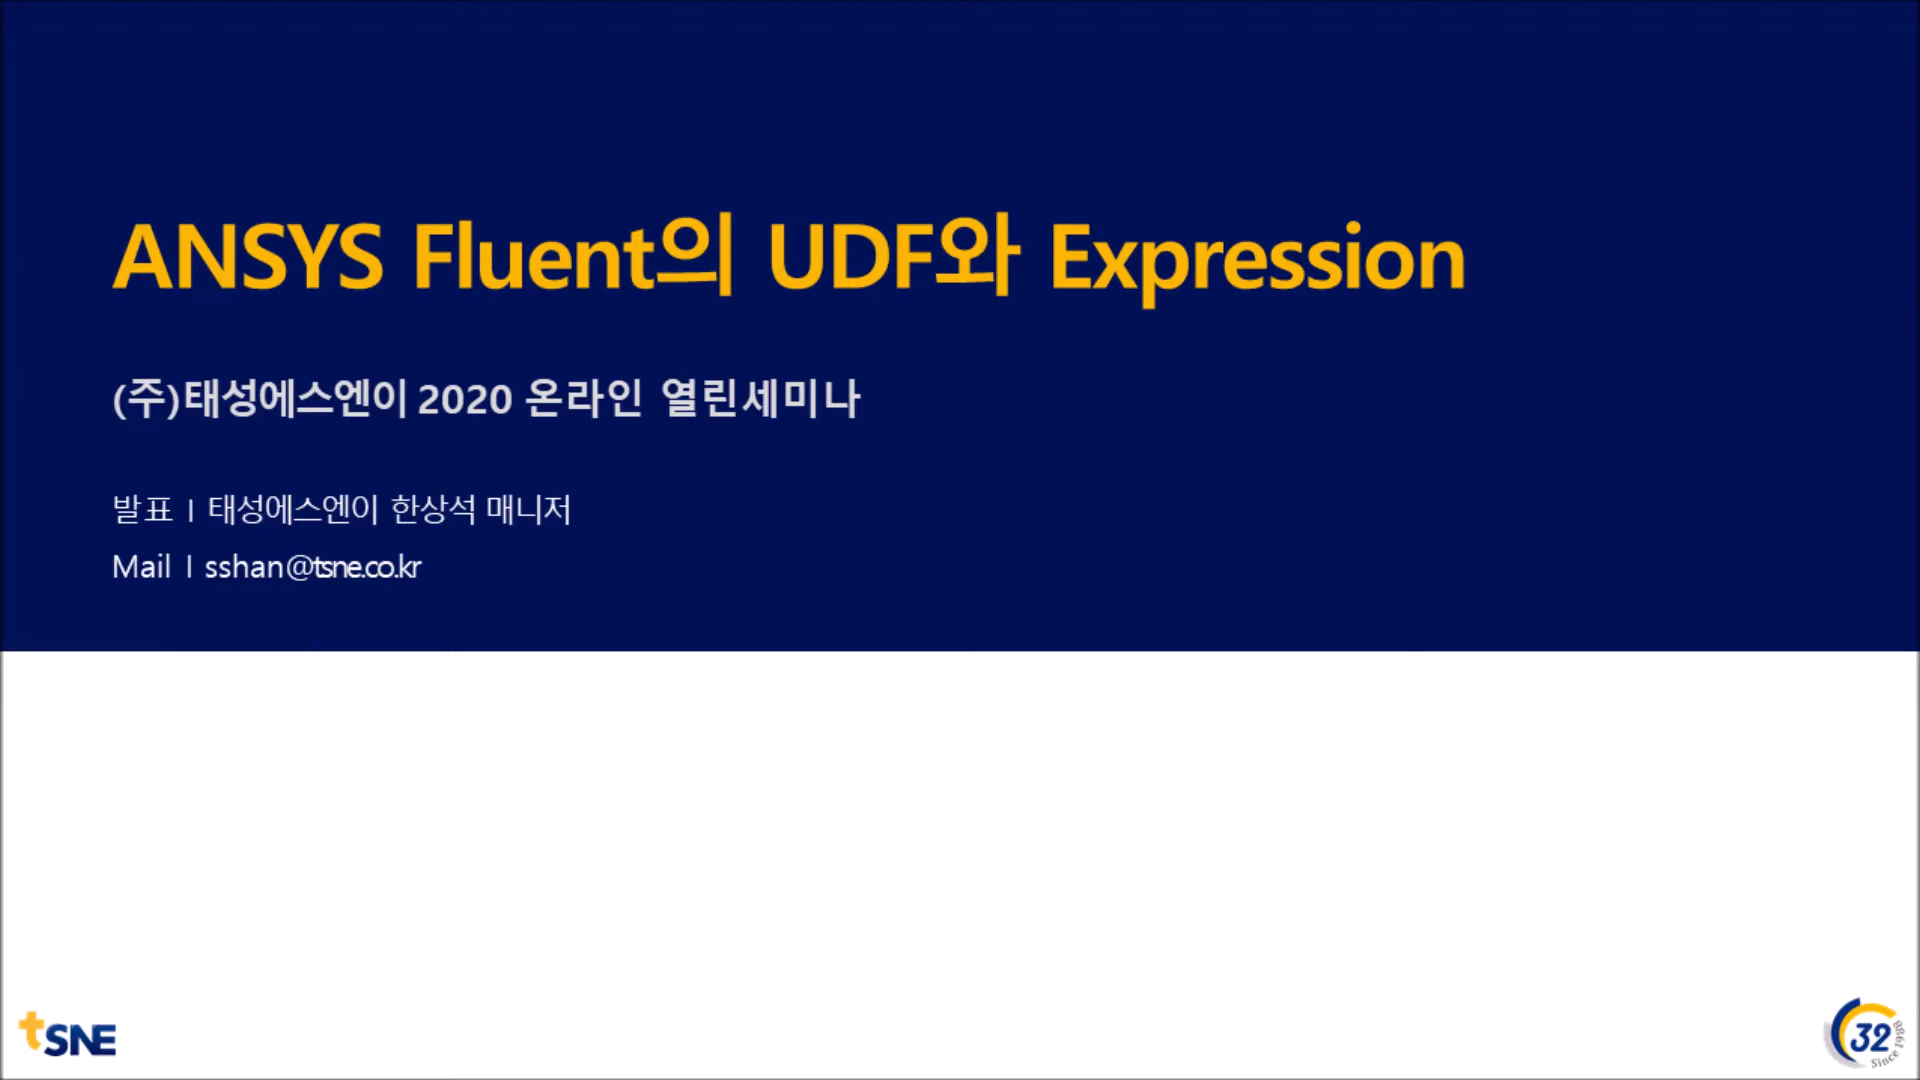 ANSYS Fluent의 UDF와 Expression
(주)태성에스엔이 2020 온라인 열린세미나
발표 ㅣ 태성에스엔이 한상석 매니저
Mail ㅣ sshan@tsne.co.kr
tSNE
32
Since 1988